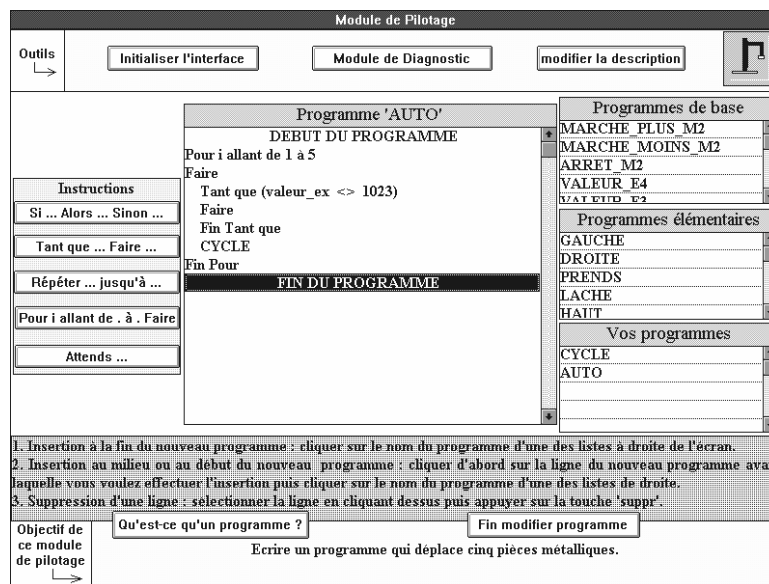 Module de Pilotage
Outils
Initialiser l'interface
Module de Diagnostic
modifier la description
Programme 'AUTO'
DEBUT DU PROGRAMME
Pour i allant de 1 à 5
Faire
Tant que (valeur_ex <> 1023)
Faire
Fin Tant que
CYCLE
Fin Pour
FIN DU PROGRAMME
Instructions
Si ... Alors ... Sinon ...
Tant que ... Faire ...
Répéter ... jusqu'à ...
Pour i allant de . à . Faire
Attends ...
Programmes de base
MARCHE_PLUS_M2
MARCHE_MOINS_M2
ARRET_M2
VALEUR_E4
VALEUR_E3
Programmes élémentaires
GAUCHE
DROITE
PRENDS
LACHE
HAUT
Vos programmes
CYCLE
AUTO
1. Insertion à la fin du nouveau programme : cliquer sur le nom du programme d'une des listes à droite de l'écran.
2. Insertion au milieu ou au début du nouveau programme : cliquer d'abord sur la ligne du nouveau programme ava
laquelle vous voulez effectuer l'insertion puis cliquer sur le nom du programme d'une des listes de droite.
3. Suppression d'une ligne : sélectionner la ligne en cliquant dessus puis appuyer sur la touche 'suppr'.
Qu'est-ce qu'un programme ?
Fin modifier programme
Objectif de
ce module
de pilotage
Ecrire un programme qui déplace cinq pièces métalliques.